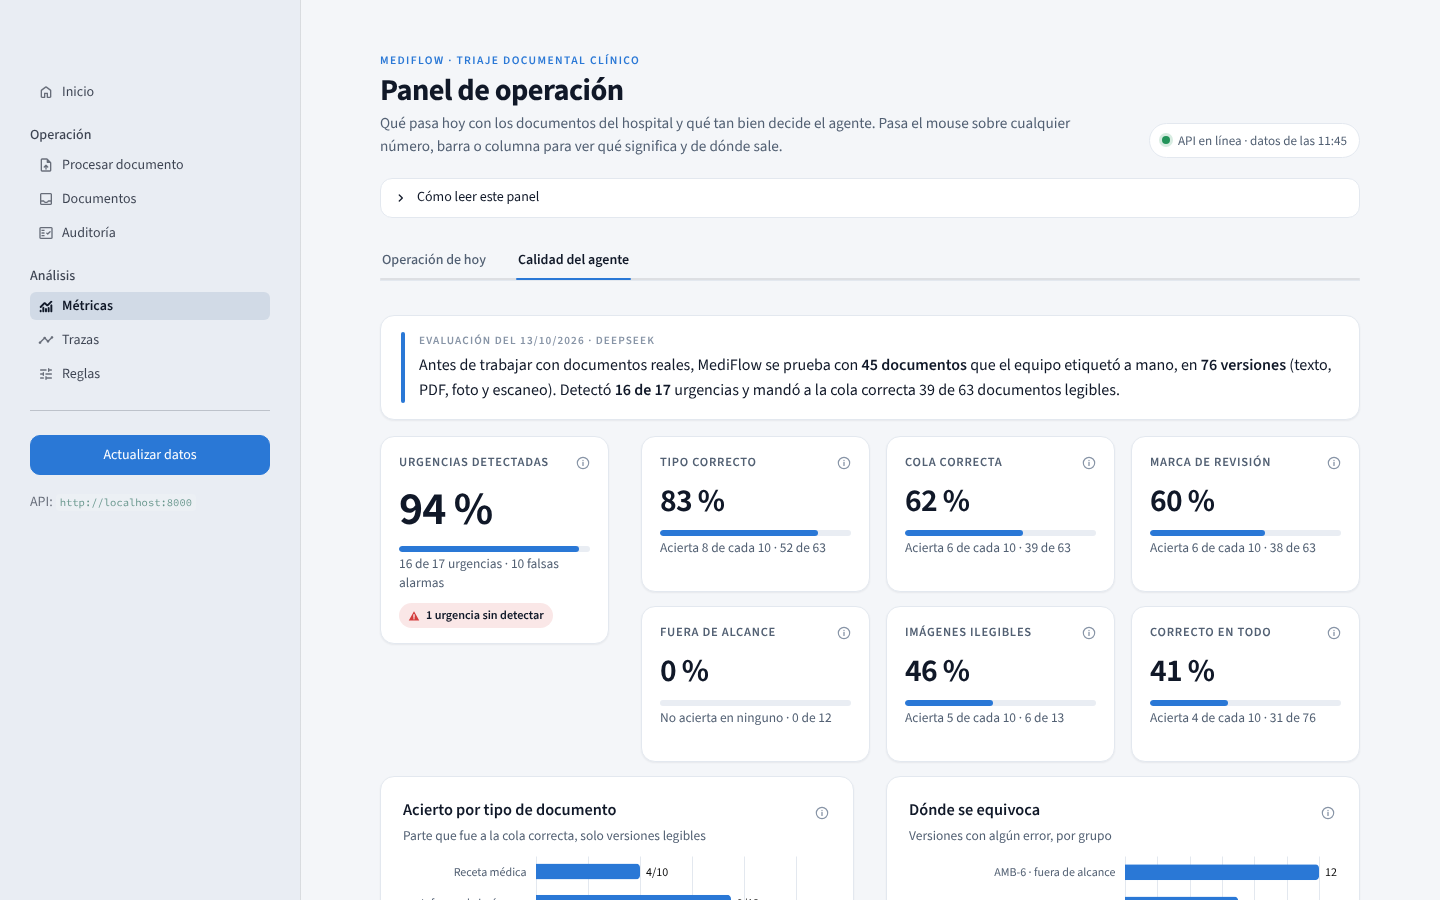 Inicio
Operación
Procesar documento
Documentos
Auditoría
Análisis
Métricas
Trazas
Reglas
Actualizar datos
API: http://localhost:8000
MEDIFLOW · TRIAJE DOCUMENTAL CLÍNICO
Panel de operación
Qué pasa hoy con los documentos del hospital y qué tan bien decide el agente. Pasa el mouse sobre cualquier
número, barra o columna para ver qué significa y de dónde sale.
API en línea · datos de las 11:45
Cómo leer este panel
Operación de hoy
Calidad del agente
EVALUACIÓN DEL 13/10/2026 · DEEPSEEK
Antes de trabajar con documentos reales, MediFlow se prueba con 45 documentos que el equipo etiquetó a mano, en 76 versiones (texto,
PDF, foto y escaneo). Detectó 16 de 17 urgencias y mandó a la cola correcta 39 de 63 documentos legibles.
URGENCIAS DETECTADAS
94 %
16 de 17 urgencias · 10 falsas
alarmas
1 urgencia sin detectar
TIPO CORRECTO
83 %
Acierta 8 de cada 10 · 52 de 63
COLA CORRECTA
62 %
Acierta 6 de cada 10 · 39 de 63
MARCA DE REVISIÓN
60 %
Acierta 6 de cada 10 · 38 de 63
FUERA DE ALCANCE
0 %
No acierta en ninguno · 0 de 12
IMÁGENES ILEGIBLES
46 %
Acierta 5 de cada 10 · 6 de 13
CORRECTO EN TODO
41 %
Acierta 4 de cada 10 · 31 de 76
Acierto por tipo de documento
Parte que fue a la cola correcta, solo versiones legibles
Receta médica
4/10
Dónde se equivoca
Versiones con algún error, por grupo
AMB-6 · fuera de alcance
12